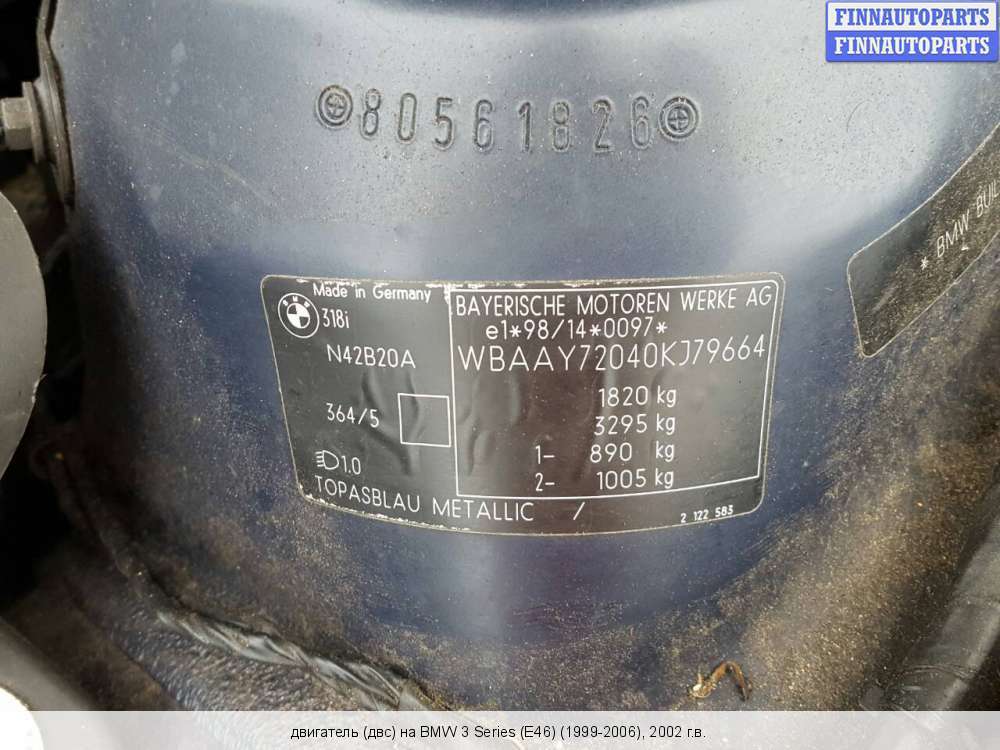 FINNAUTOPARTS
FINNAUTOPARTS
80561826
* BMW BUIL
Made in Germany
BMW
318i
N42B20A
364/5
1.0
TOPASBLAU METALLIC /
BAYERISCHE MOTOREN WERKE AG
e1*98/14*0097*
WBAAY72040KJ79664
1820 kg
3295 kg
1- 890 kg
2- 1005 kg
2 122 583
двигатель (двс) на BMW 3 Series (E46) (1999-2006), 2002 г.в.